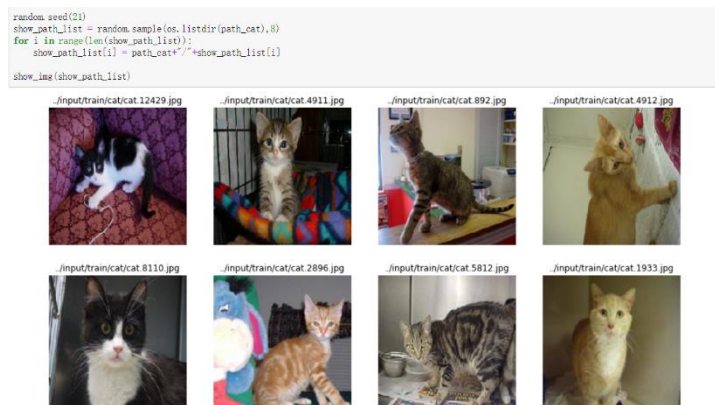 random.seed(21)
show_path_list = random.sample(os.listdir(path_cat),8)
for i in range(len(show_path_list)):
    show_path_list[i] = path_cat+"/"+show_path_list[i]
show_img(show_path_list)
../input/train/cat/cat.12429.jpg
../input/train/cat/cat.4911.jpg
../input/train/cat/cat.892.jpg
../input/train/cat/cat.4912.jpg
../input/train/cat/cat.8110.jpg
../input/train/cat/cat.2896.jpg
../input/train/cat/cat.5812.jpg
../input/train/cat/cat.1933.jpg